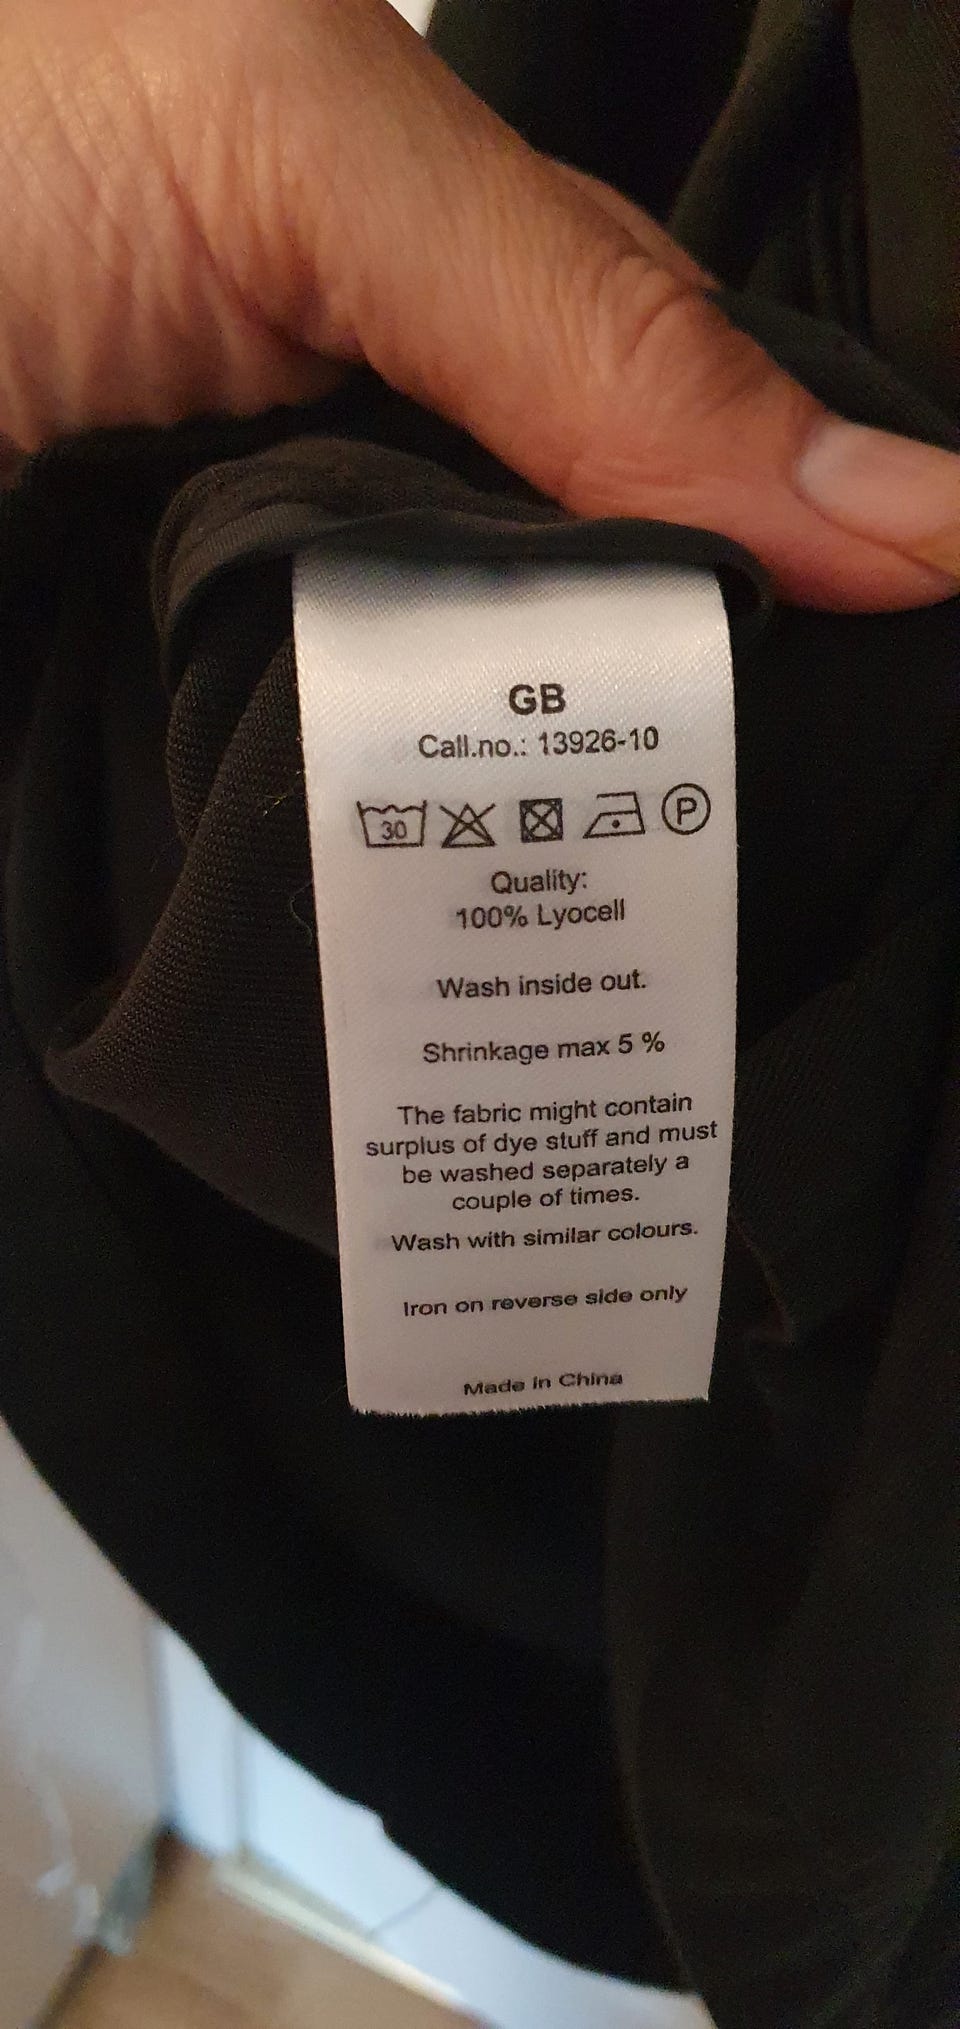 GB
Call.no.: 13926-10
30 P
Quality:
100% Lyocell
Wash inside out.
Shrinkage max 5 %
The fabric might contain
surplus of dye stuff and must
be washed separately a
couple of times.
Wash with similar colours.
Iron on reverse side only
Made in China